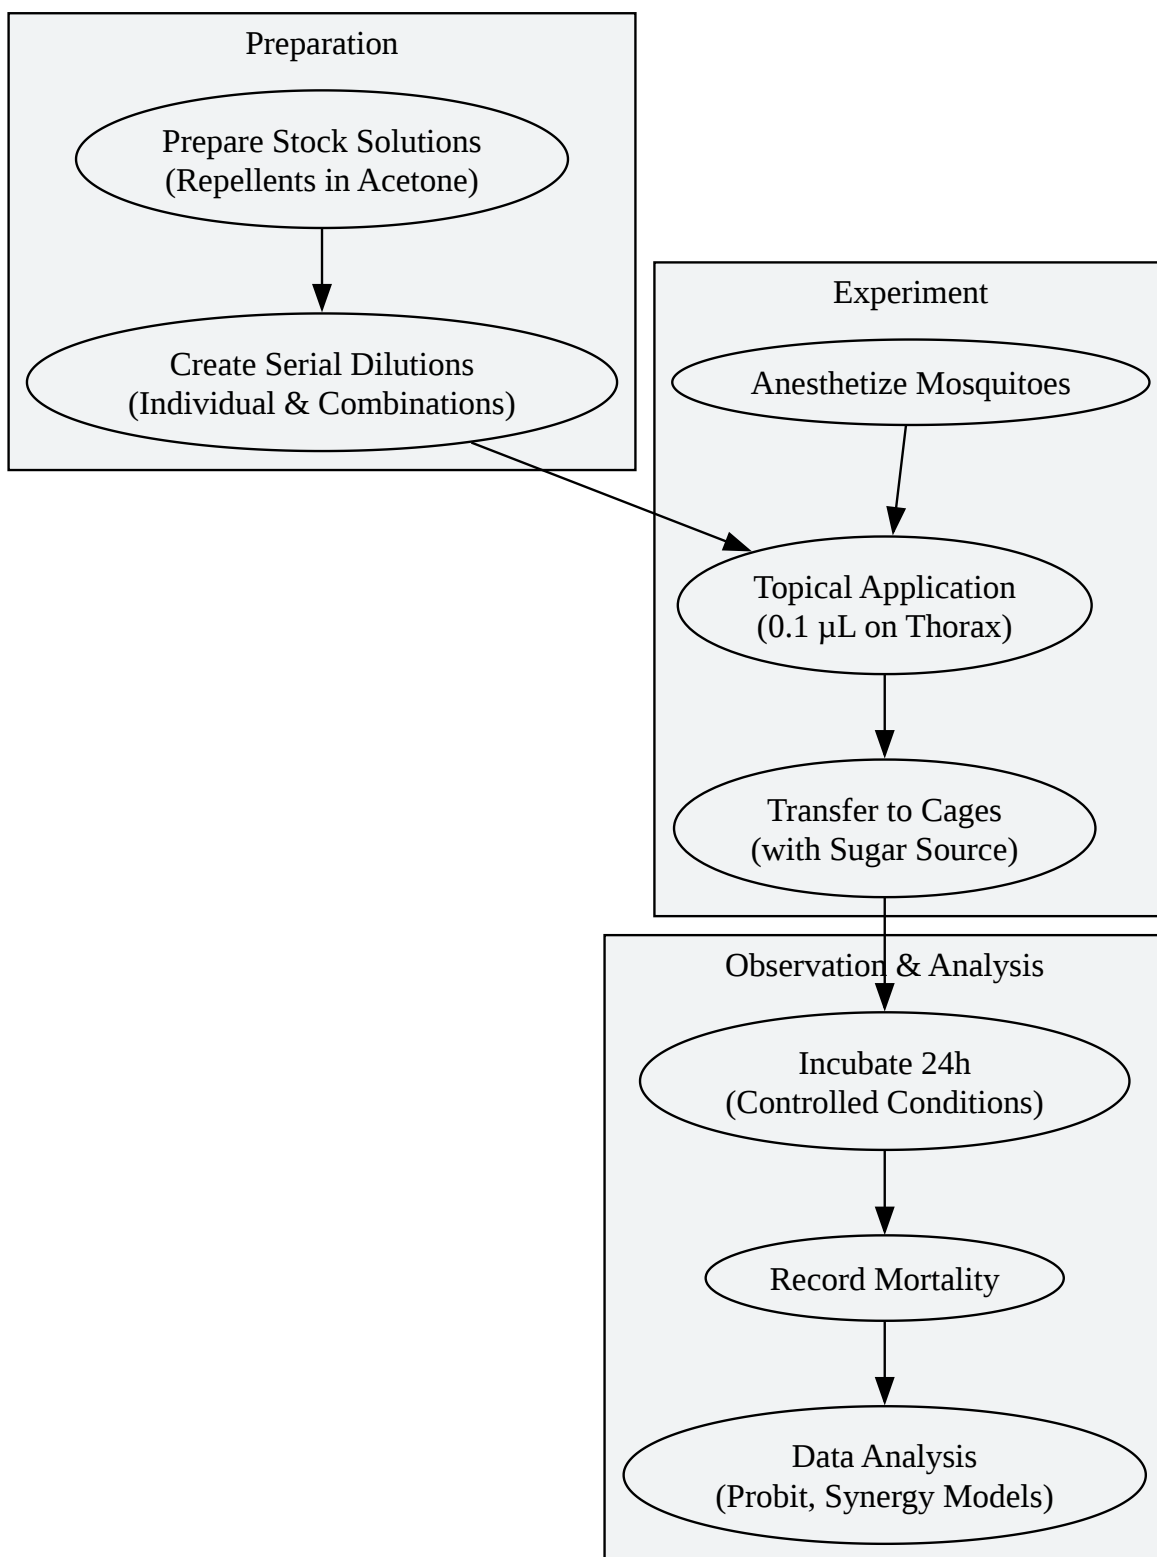 Preparation
Prepare Stock Solutions
(Repellents in Acetone)
Create Serial Dilutions
(Individual & Combinations)
Experiment
Anesthetize Mosquitoes
Topical Application
(0.1 µL on Thorax)
Transfer to Cages
(with Sugar Source)
Observation & Analysis
Incubate 24h
(Controlled Conditions)
Record Mortality
Data Analysis
(Probit, Synergy Models)